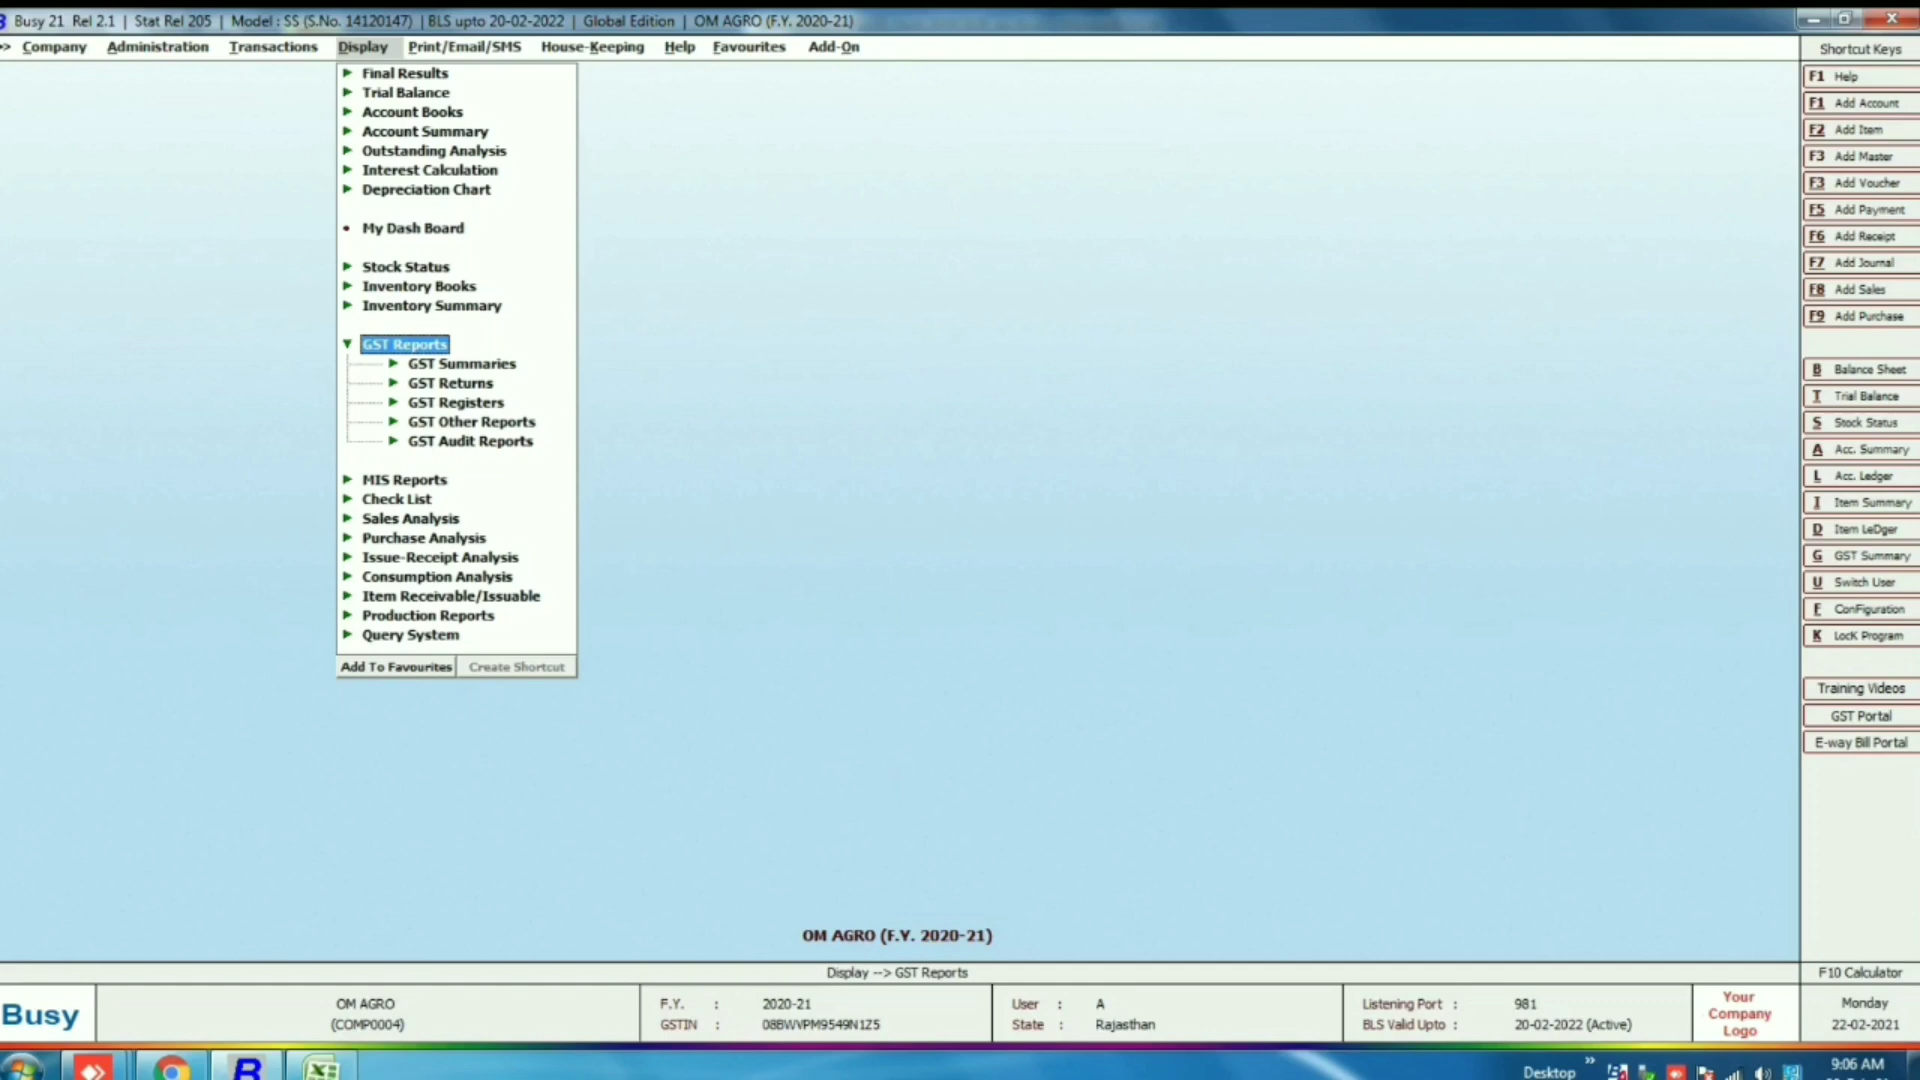 Busy 21 Rel 2.1 | Stat Rel 205 | Model : SS (S.No. 14120147) | BLS upto 20-02-2022 | Global Edition | OM AGRO (F.Y. 2020-21)
>> Company Administration Transactions Display Print/Email/SMS House-Keeping Help Favourites Add-On
Final Results
Trial Balance
Account Books
Account Summary
Outstanding Analysis
Interest Calculation
Depreciation Chart
My Dash Board
Stock Status
Inventory Books
Inventory Summary
GST Reports
GST Summaries
GST Returns
GST Registers
GST Other Reports
GST Audit Reports
MIS Reports
Check List
Sales Analysis
Purchase Analysis
Issue-Receipt Analysis
Consumption Analysis
Item Receivable/Issuable
Production Reports
Query System
Add To Favourites Create Shortcut
Shortcut Keys
F1 Help
F1 Add Account
F2 Add Item
F3 Add Master
F3 Add Voucher
F5 Add Payment
F6 Add Receipt
F7 Add Journal
F8 Add Sales
F9 Add Purchase
B Balance Sheet
T Trial Balance
S Stock Status
A Acc. Summary
L Acc. Ledger
I Item Summary
D Item LeDger
G GST Summary
U Switch User
F ConFiguration
K LocK Program
Training Videos
GST Portal
E-way Bill Portal
OM AGRO (F.Y. 2020-21)
Display --> GST Reports
F10 Calculator
Busy
OM AGRO
(COMP0004)
F.Y. : 2020-21
GSTIN : 08BWVPM9549N1Z5
User : A
State : Rajasthan
Listening Port : 981
BLS Valid Upto : 20-02-2022 (Active)
Your
Company
Logo
Monday
22-02-2021
Desktop
9:06 AM